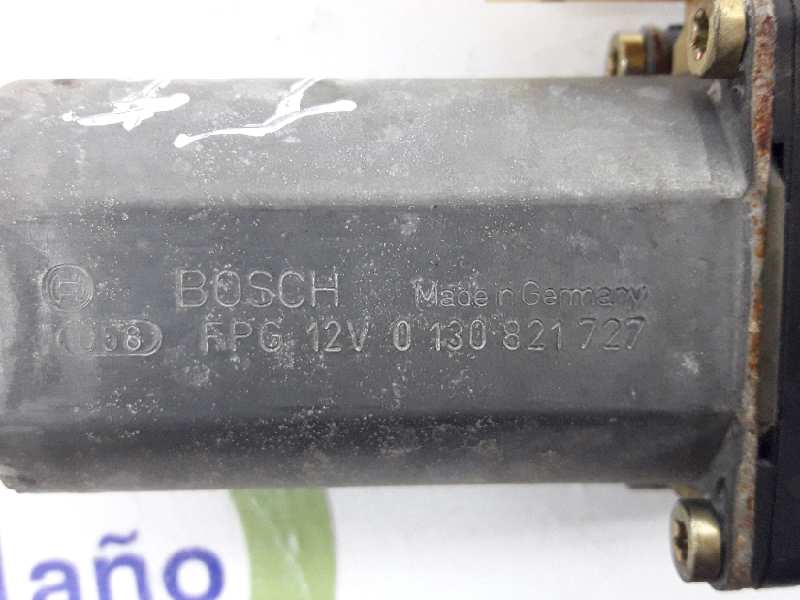 BOSCH Made in Germany
FPG 12V 0 130 821 727
año